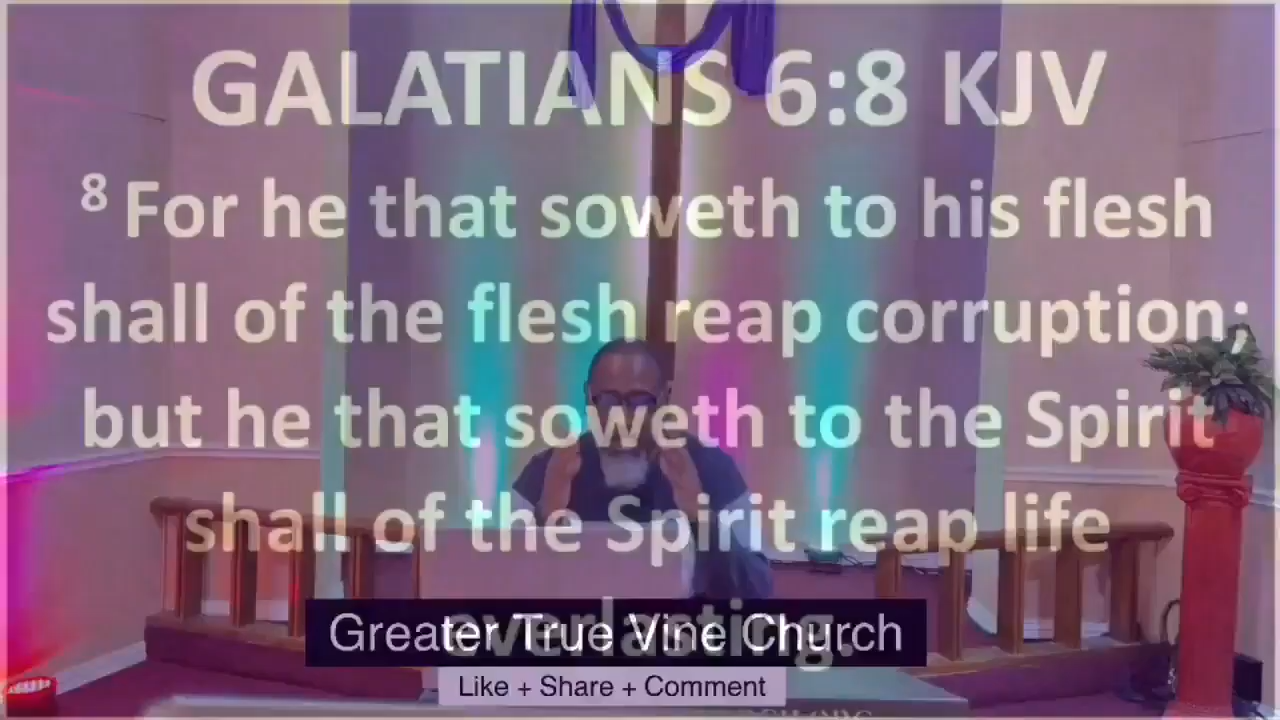 GALATIANS 6:8 KJV
8 For he that soweth to his flesh
shall of the flesh reap corruption;
but he that soweth to the Spirit
shall of the Spirit reap life
everlasting.
Greater True Vine Church
Like + Share + Comment